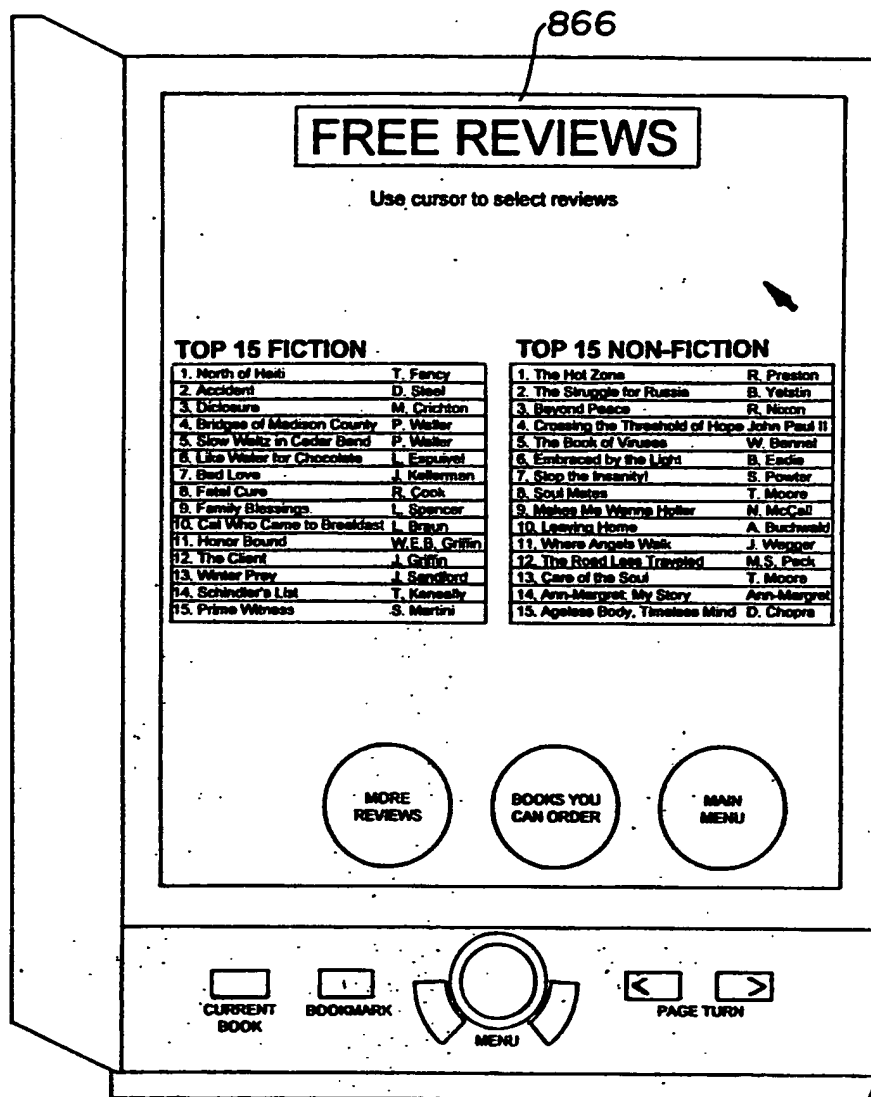 866
FREE REVIEWS
Use cursor to select reviews
TOP 15 FICTION
1. North of Haiti T. Fancy
2. Accident D. Steel
3. Diclosure M. Crichton
4. Bridges of Madison County P. Waller
5. Slow Waltz in Cedar Bend P. Waller
6. Like Water for Chocolate L. Espuivel
7. Bad Love J. Kellerman
8. Fatal Cure R. Cook
9. Family Blessings L. Spencer
10. Cat Who Came to Breakfast L. Braun
11. Honor Bound W.E.B. Griffin
12. The Client J. Griffin
13. Winter Prey J. Sandford
14. Schindler's List T. Keneally
15. Prime Witness S. Martini
TOP 15 NON-FICTION
1. The Hot Zone R. Preston
2. The Struggle for Russia B. Yetstin
3. Beyond Peace R. Nixon
4. Crossing the Threshold of Hope John Paul II
5. The Book of Viruses W. Bennet
6. Embraced by the Light B. Eadie
7. Stop the Insanity! S. Powter
8. Soul Mates T. Moore
9. Makes Me Wanna Holler N. McCall
10. Leaving Home A. Buchwald
11. Where Angels Walk J. Wagger
12. The Road Less Traveled M.S. Peck
13. Care of the Soul T. Moore
14. Ann-Margret: My Story Ann-Margret
15. Ageless Body, Timeless Mind D. Chopra
MORE
REVIEWS
BOOKS YOU
CAN ORDER
MAIN
MENU
< >
CURRENT
BOOK
BOOKMARK
MENU
PAGE TURN